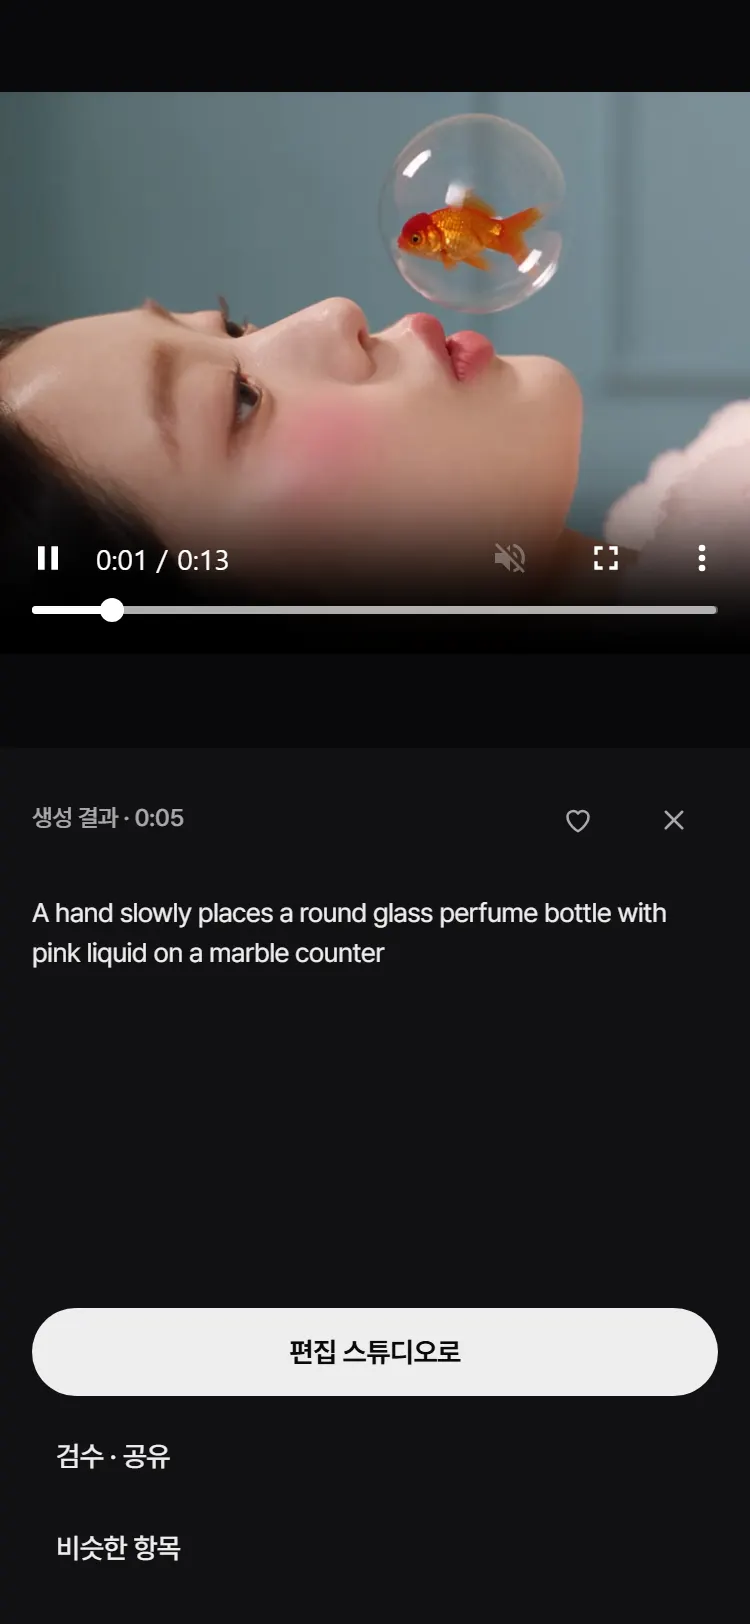 0:01 / 0:13
생성 결과 · 0:05
A hand slowly places a round glass perfume bottle with
pink liquid on a marble counter
편집 스튜디오로
검수 · 공유
비슷한 항목